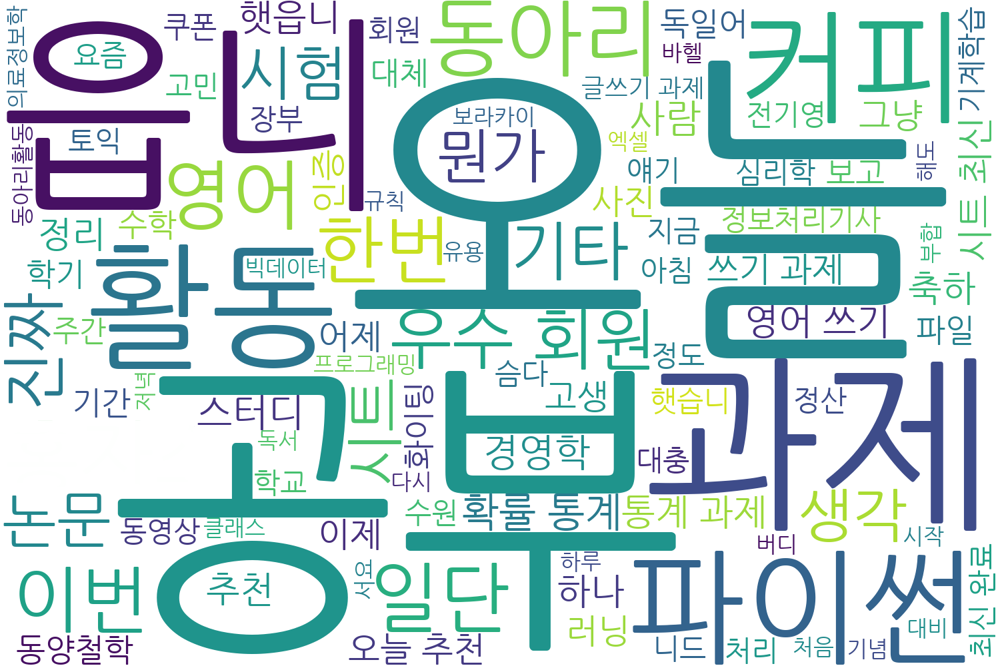 의료정보학
읍니
요즘
쿠폰
햇읍니
회원
동아리
독일어
커피
기계학습
고민
시험
대체
바헬
글쓰기 과제
장부
보라카이
사람
전기영
그냥
동아리활동
토익
영어
인증
뭔가
엑셀
얘기
심리학
보고
해도
시트 최신
오늘
규칙
사진
정리
수학
한번
기타
지금
정보처리기사
부합
학기
활동
빅데이터
유용
아침
쓰기 과제
축하
진짜
주간
어제
우수 회원
영어 쓰기
파일
정도
프로그래밍
슴다
기간
저녁
스터디
시트
화이팅
고생
햇습니
정산
과제
공부
독서
경영학
대충
학교
다시
논문
동영상
클래스
이제
수원
확률 통계
통계 과제
생각
버디
시작
이번
추천
서요
일단
하루
하나
파이썬
최신 완료
러닝
대비
동양철학
오늘 추천
니드
처리
처음
기념